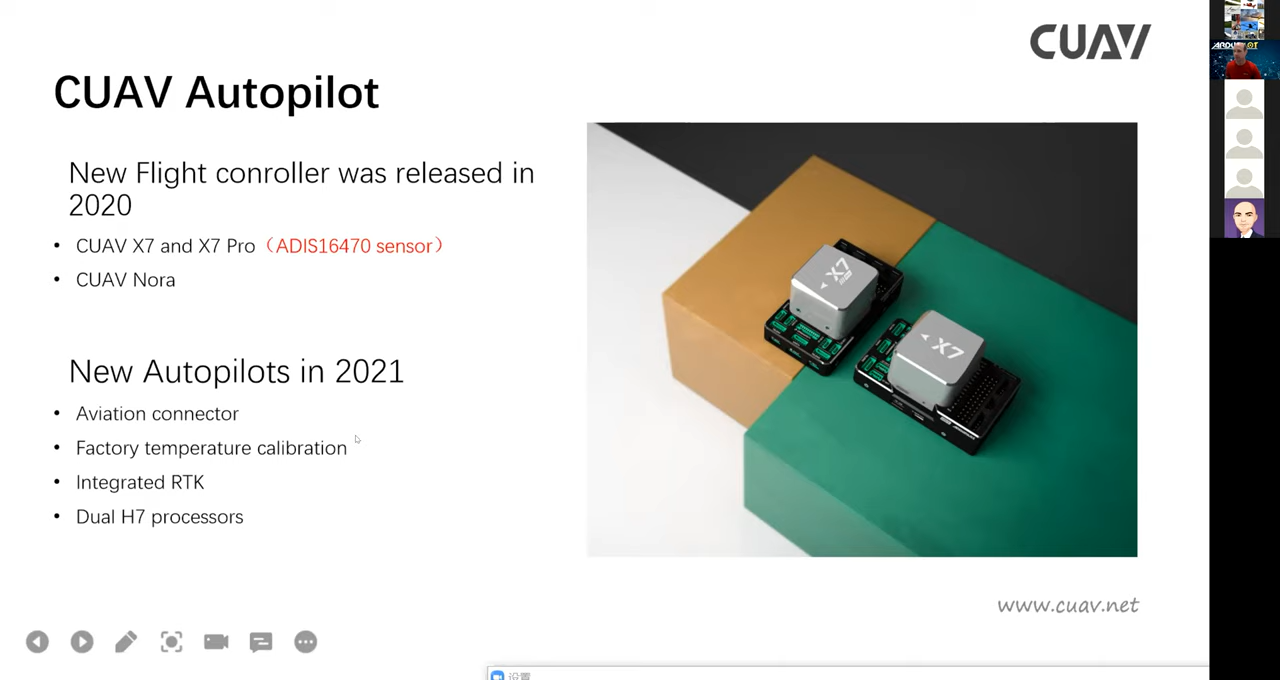 CUAV
CUAV Autopilot
New Flight conroller was released in
2020
• CUAV X7 and X7 Pro（ADIS16470 sensor）
• CUAV Nora
New Autopilots in 2021
• Aviation connector
• Factory temperature calibration
• Integrated RTK
• Dual H7 processors
X7
X7
www.cuav.net
设置